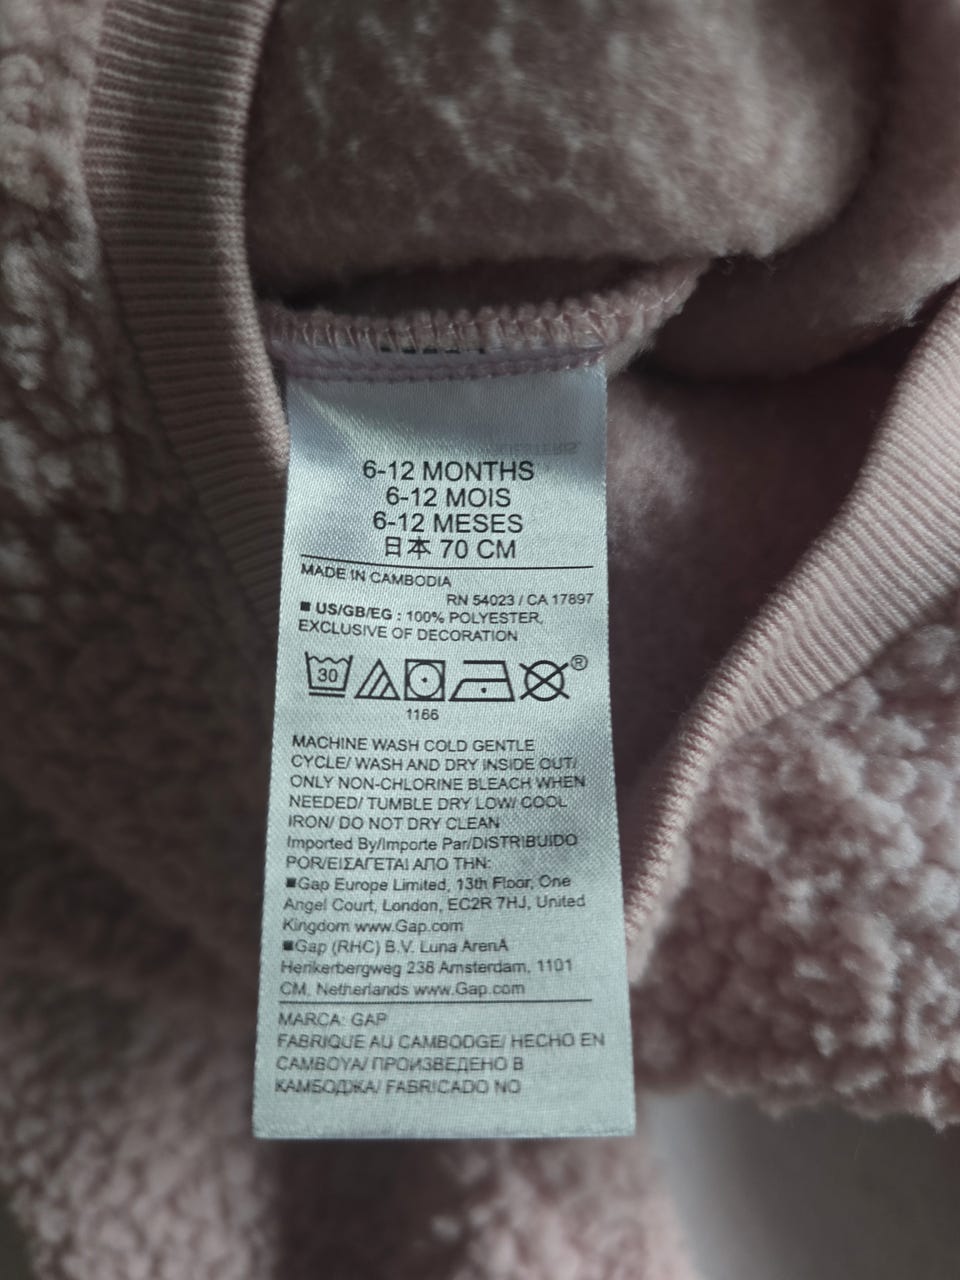 6-12 MONTHS
6-12 MOIS
6-12 MESES
日本 70 CM
MADE IN CAMBODIA
RN 54023 / CA 17897
■ US/GB/EG : 100% POLYESTER,
EXCLUSIVE OF DECORATION
30
®
1166
MACHINE WASH COLD GENTLE
CYCLE/ WASH AND DRY INSIDE OUT/
ONLY NON-CHLORINE BLEACH WHEN
NEEDED/ TUMBLE DRY LOW/ COOL
IRON/ DO NOT DRY CLEAN
Imported By/Importe Par/DISTRIBUIDO
POR/ΕΙΣΑΓΕΤΑΙ ΑΠΟ ΤΗΝ:
■Gap Europe Limited, 13th Floor, One
Angel Court, London, EC2R 7HJ, United
Kingdom www.Gap.com
■Gap (RHC) B.V. Luna ArenA
Herikerbergweg 238 Amsterdam, 1101
CM, Netherlands www.Gap.com
MARCA: GAP
FABRIQUE AU CAMBODGE/ HECHO EN
CAMBOYA/ ПРОИЗВЕДЕНО В
КАМБОДЖА/ FABRICADO NO